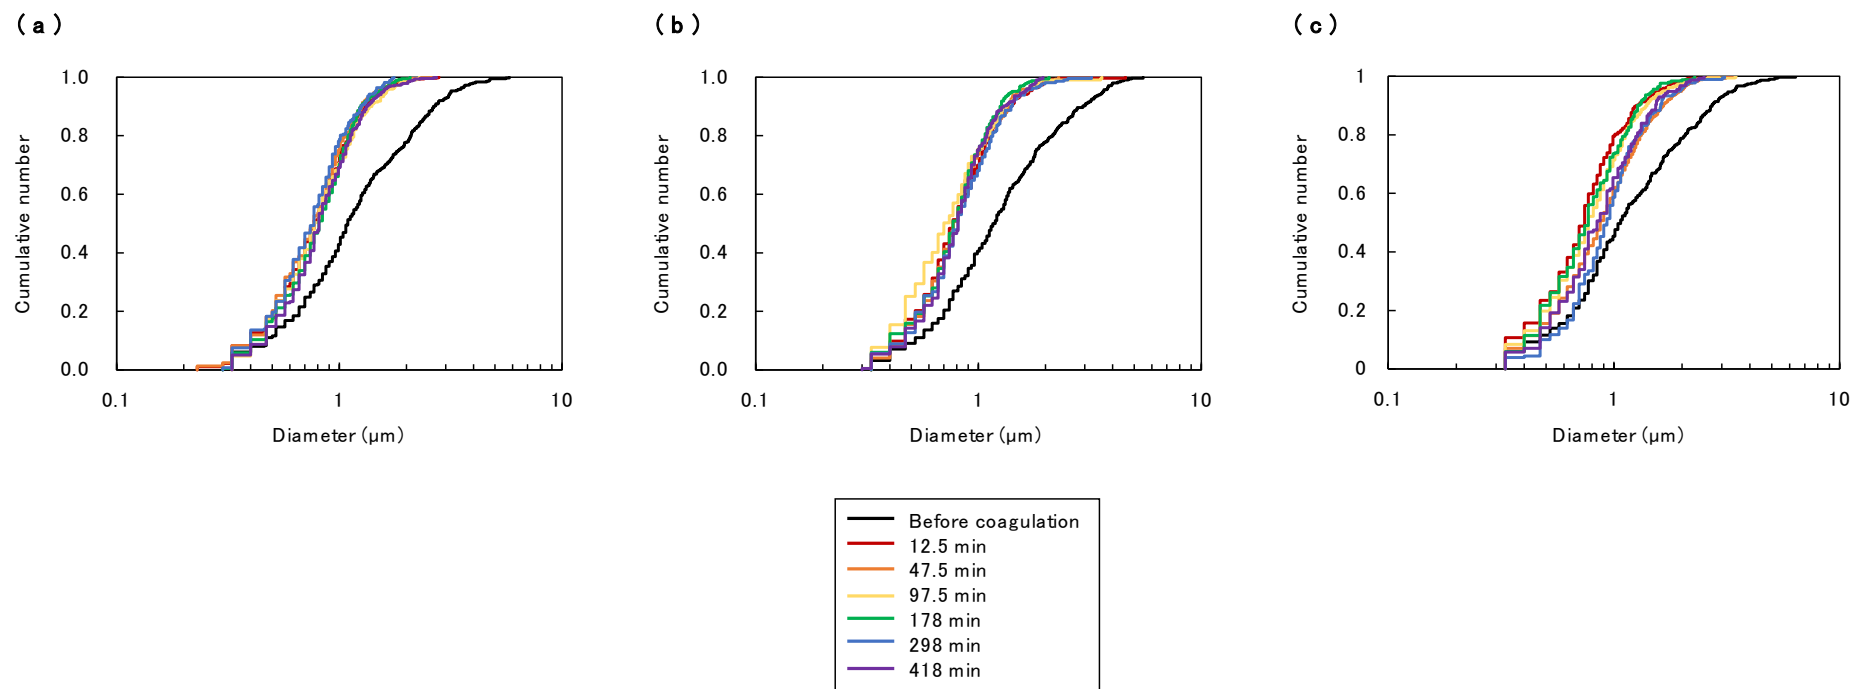 (a)
1.0
0.8
0.6
0.4
0.2
0.0
Cumulative number
0.1 1 10
Diameter (μm)
(b)
1.0
0.8
0.6
0.4
0.2
0.0
Cumulative number
0.1 1 10
Diameter (μm)
(c)
1
0.8
0.6
0.4
0.2
0
Cumulative number
0.1 1 10
Diameter (μm)
Before coagulation
12.5 min
47.5 min
97.5 min
178 min
298 min
418 min